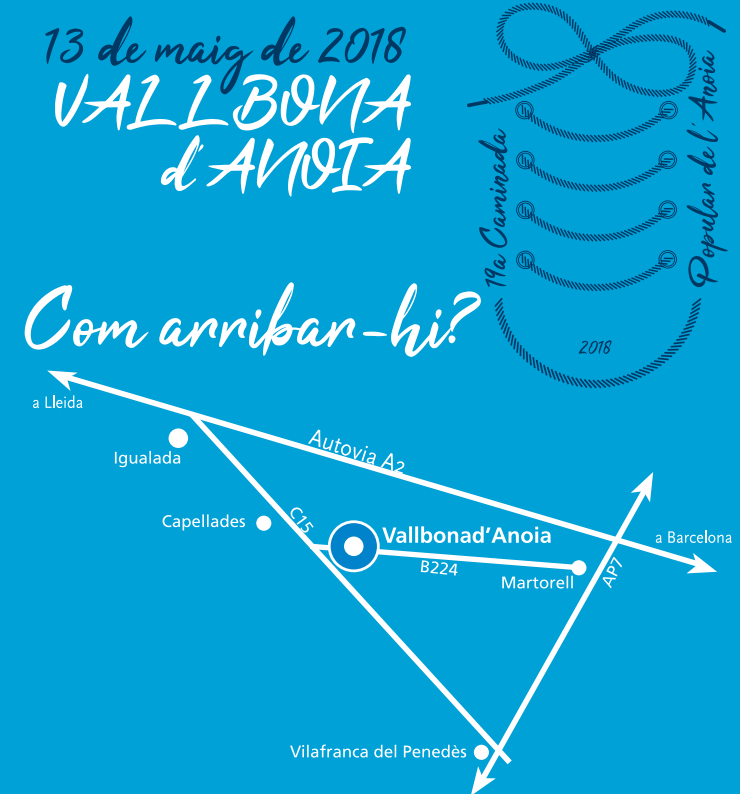 13 de maig de 2018
VALLBONA
d'ANOIA
19a Caminada
Popular de l'Anoia
2018
Com arribar-hi?
a Lleida
Igualada
Autovia A2
Capellades
C15
Vallbonad'Anoia
a Barcelona
B224
Martorell
AP7
Vilafranca del Penedès